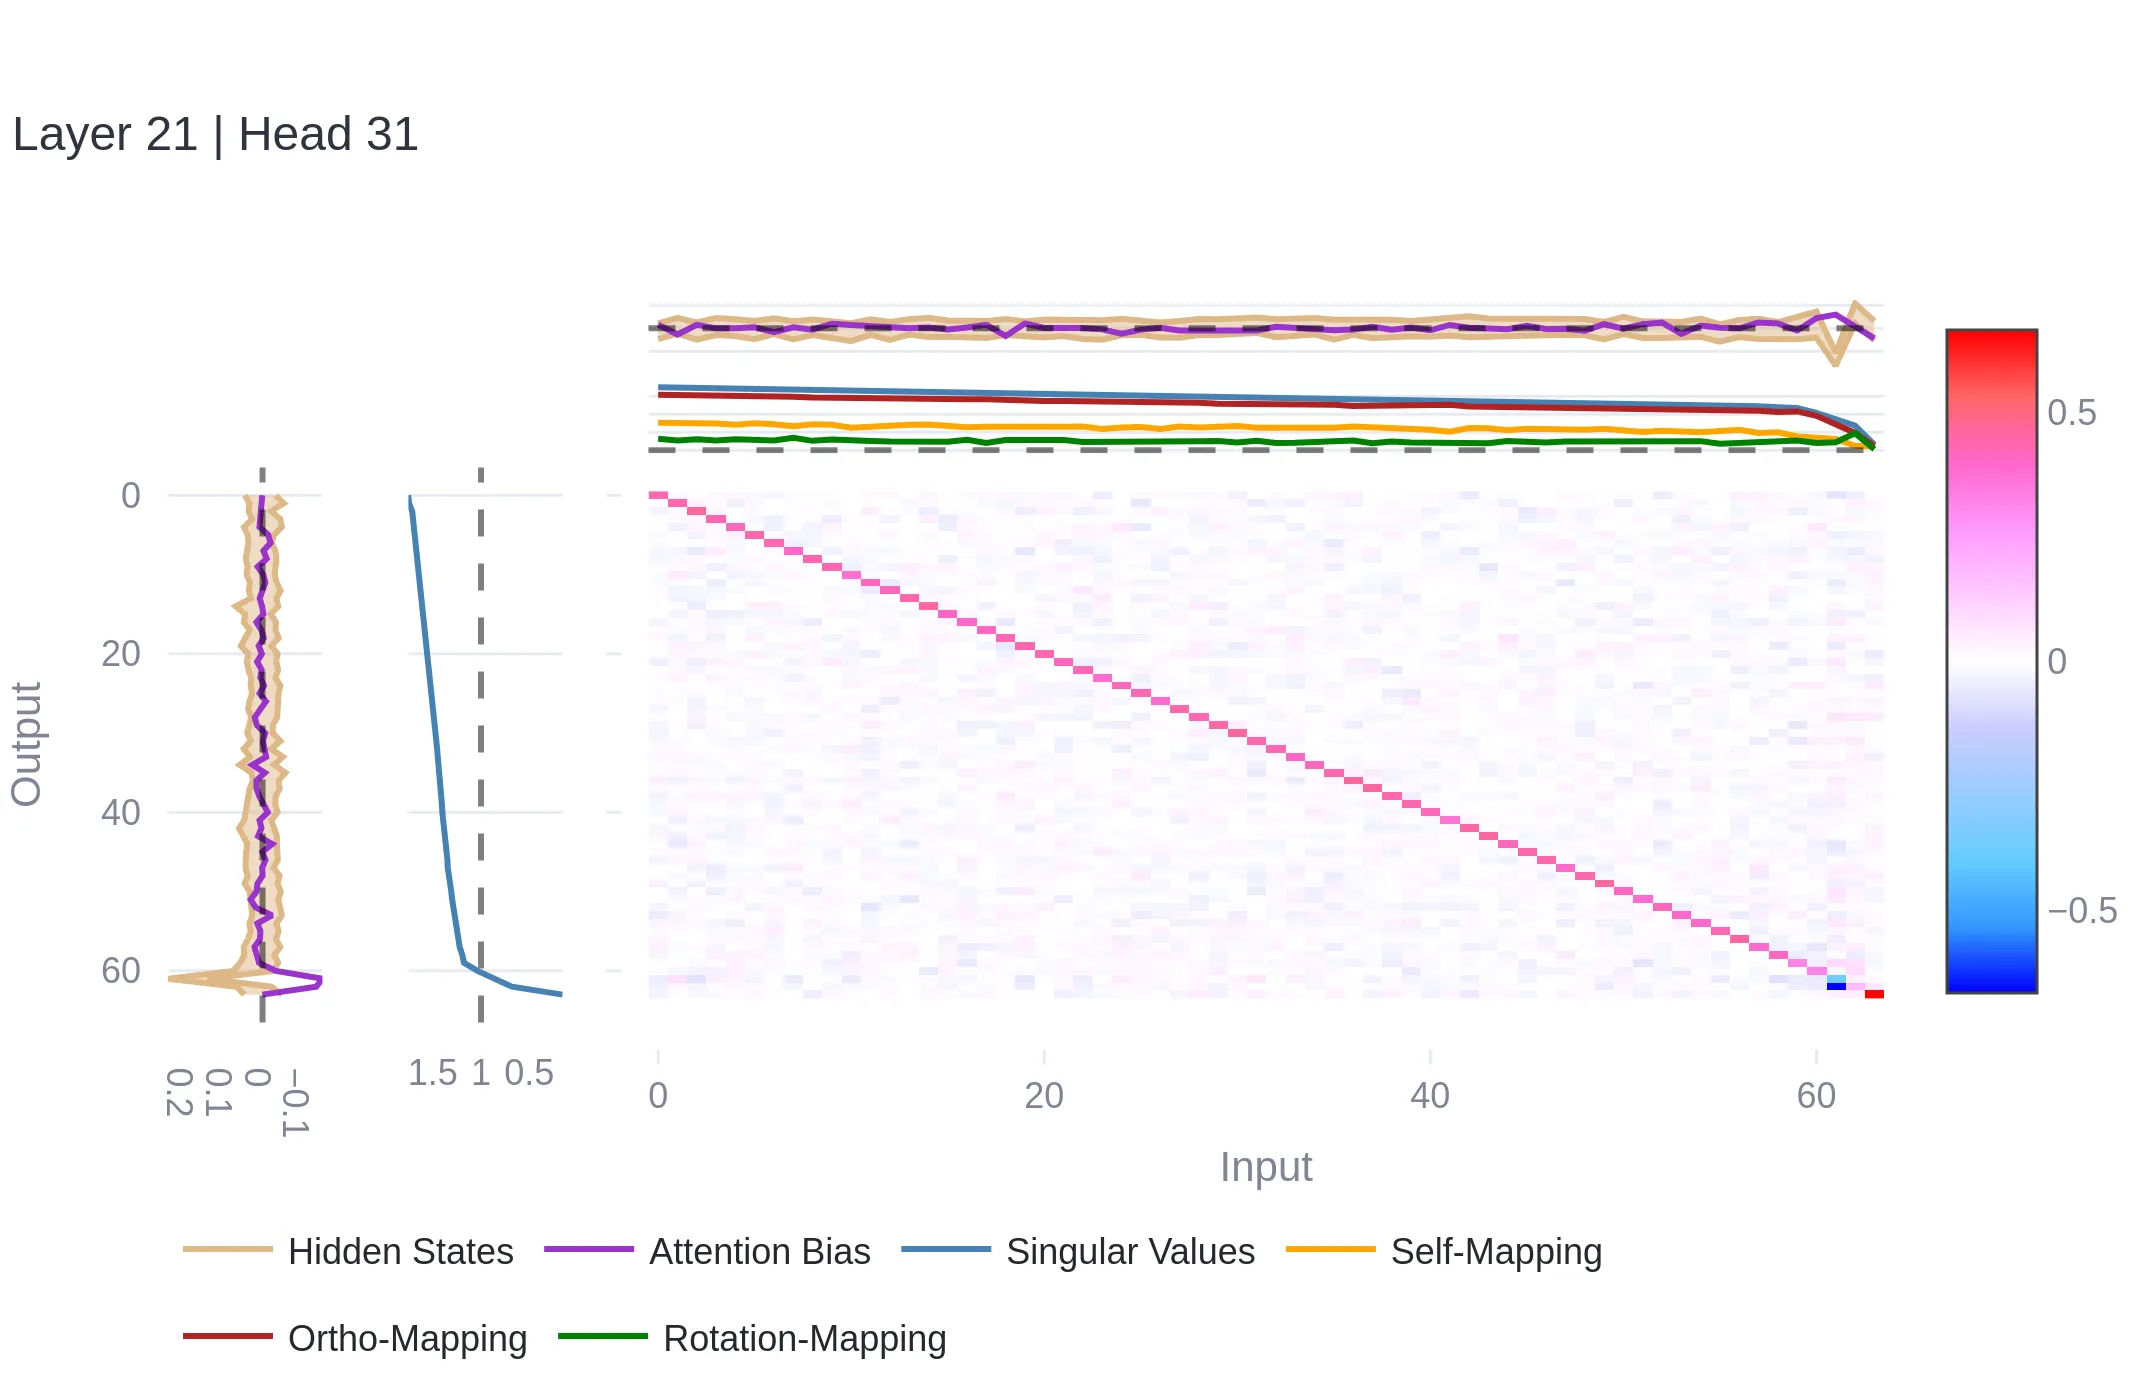 Layer 21 | Head 31
0
20
40
60
Output
0.2
0.1
0
−0.1
1.5 1 0.5
0 20 40 60
Input
0.5
0
−0.5
Hidden States Attention Bias Singular Values Self-Mapping
Ortho-Mapping Rotation-Mapping